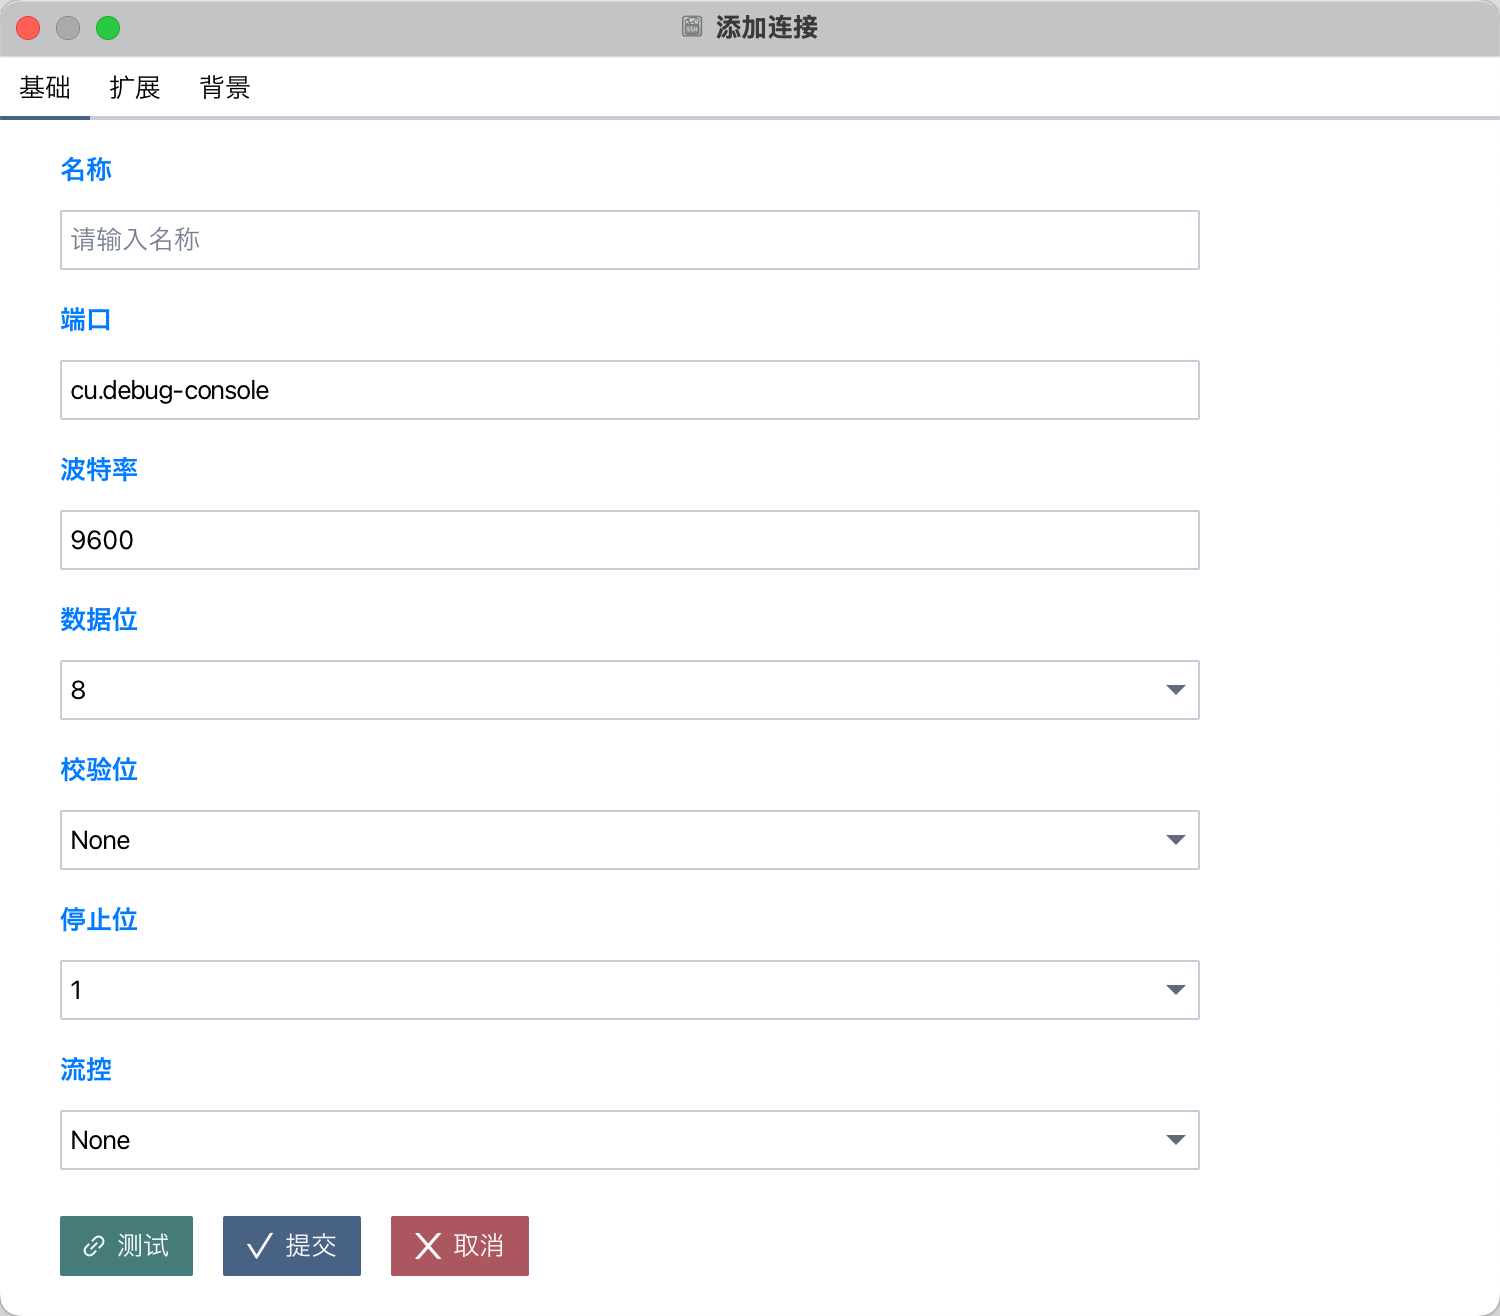 添加连接
基础 扩展 背景
名称
请输入名称
端口
cu.debug-console
波特率
9600
数据位
8
校验位
None
停止位
1
流控
None
测试 提交 取消